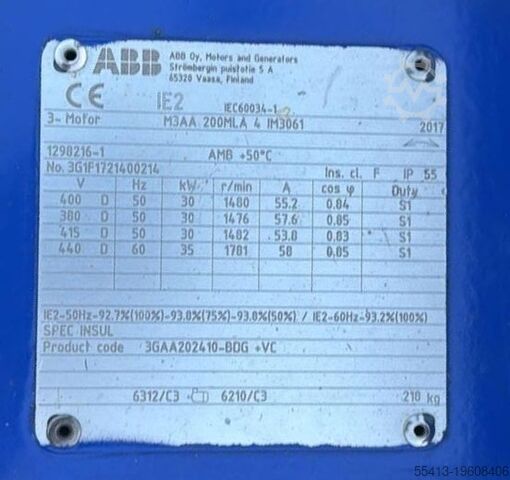 ABB
ABB Oy, Motors and Generators
Strömbergin puistotie 5 A
65320 Vaasa, Finland
CE IE2 IEC60034-1
3~ Motor M3AA 200MLA 4 IM3061 2017
1298216-1 AMB +50°C
No. 3G1F1721400214 Ins. cl. F IP 55
V Hz kW r/min A cos φ Duty
400 D 50 30 1480 55.2 0.84 S1
380 D 50 30 1476 57.6 0.85 S1
415 D 50 30 1482 53.8 0.83 S1
440 D 60 35 1781 58 0.85 S1
IE2-50Hz-92.7%(100%)-93.0%(75%)-93.0%(50%) / IE2-60Hz-93.2%(100%)
SPEC INSUL
Product code 3GAA202410-BDG +VC
6312/C3 6210/C3 210 kg
55413-19608406